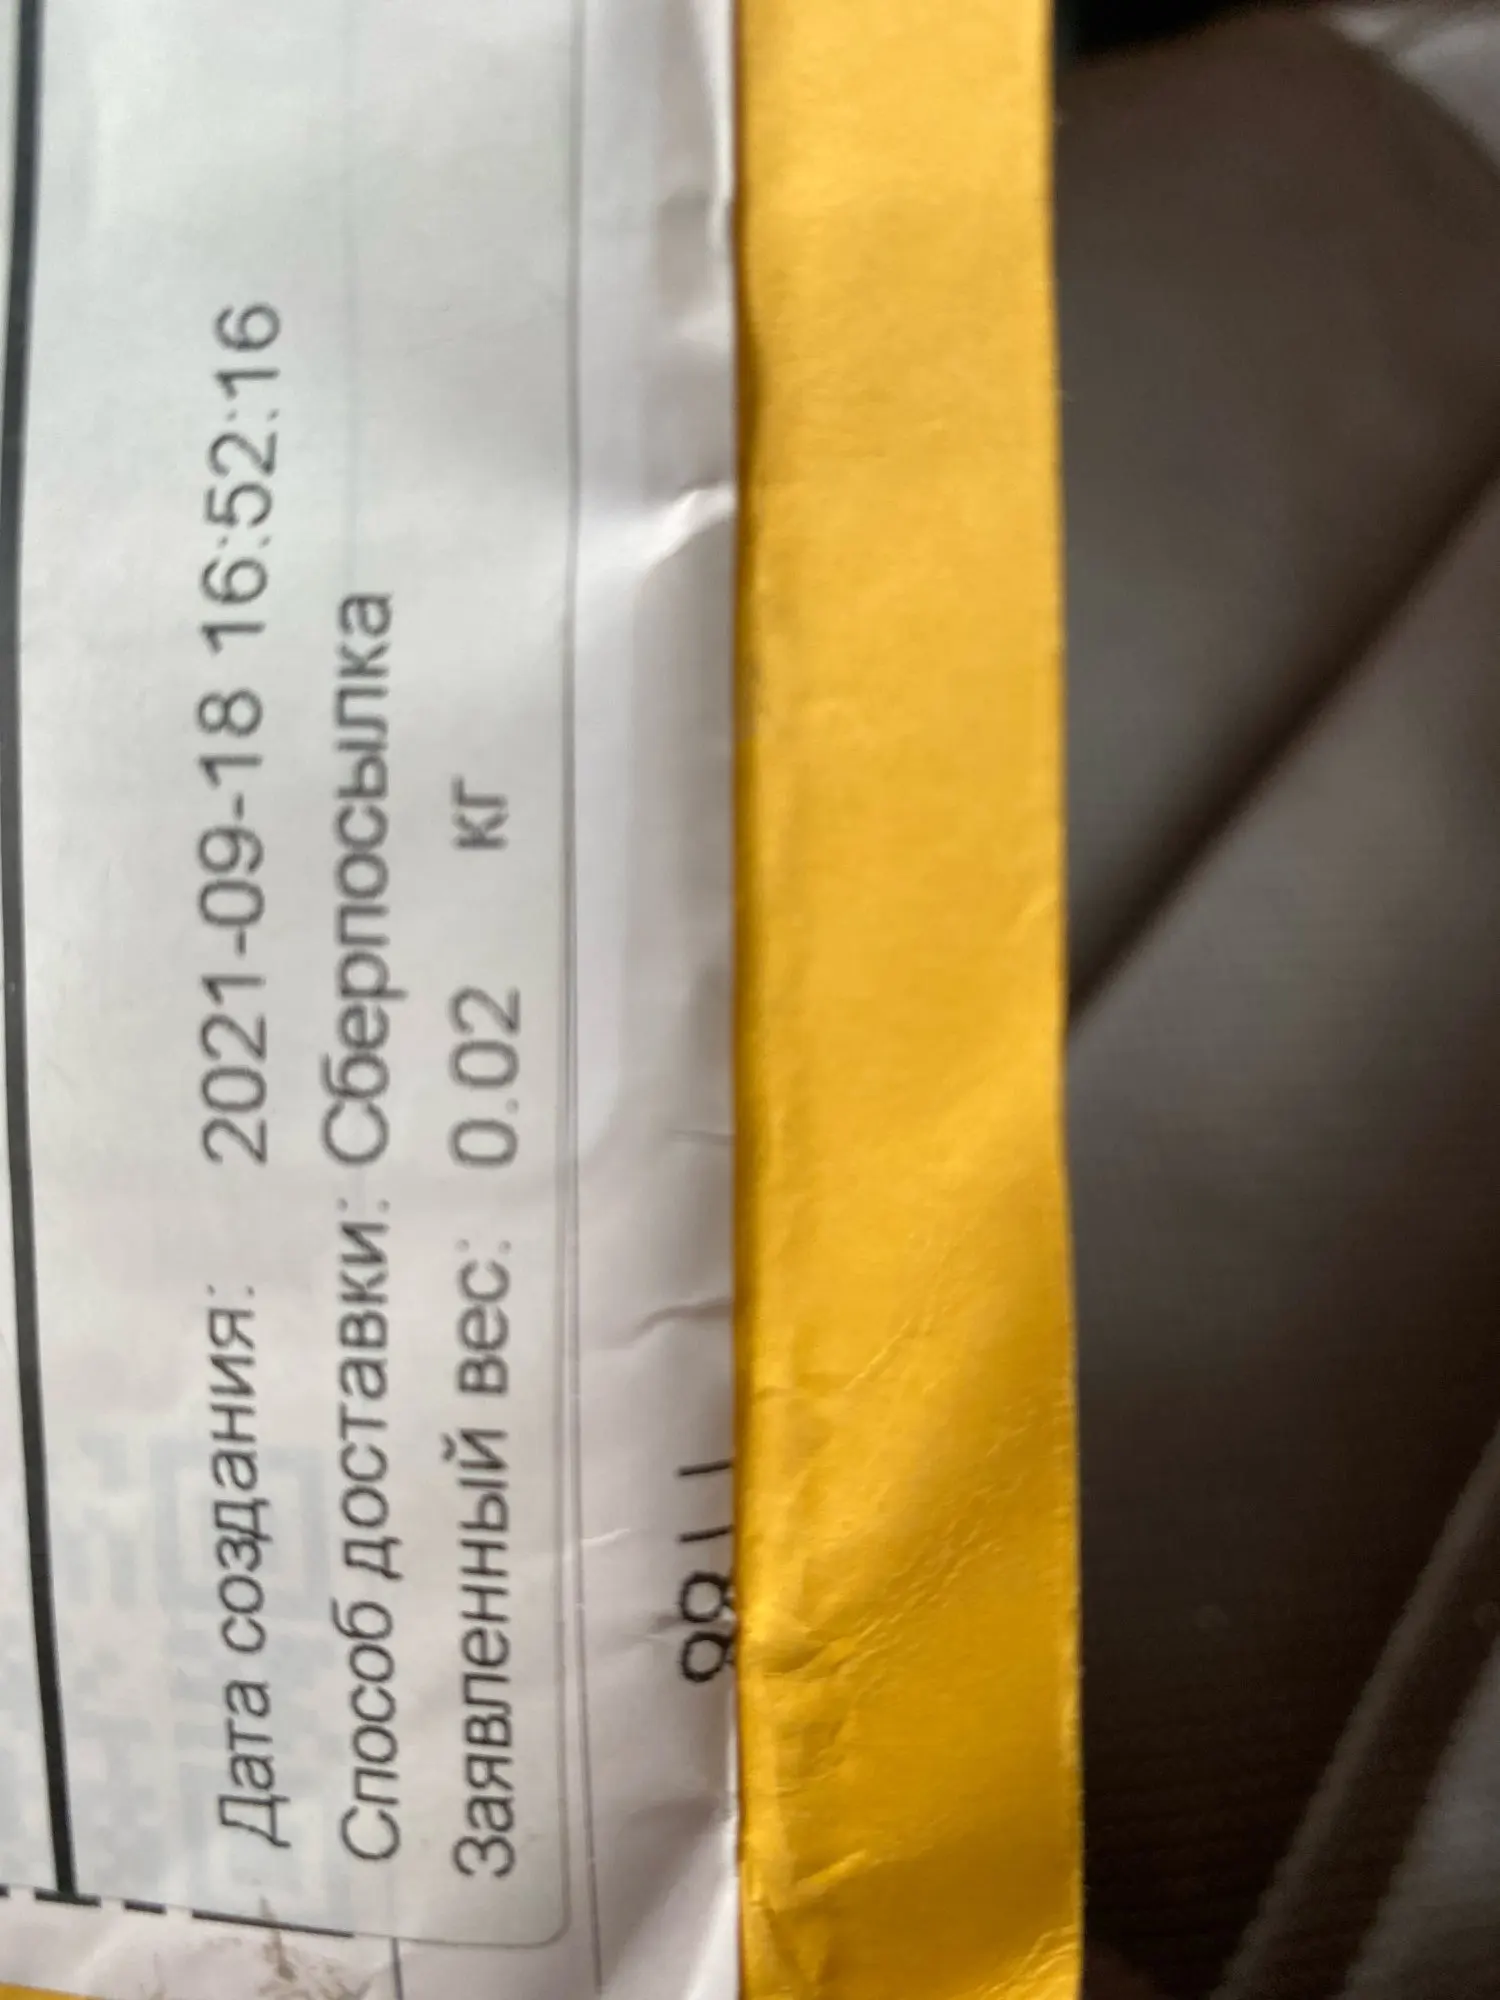 Дата создания: 2021-09-18 16:52:16
Способ доставки: Сберпосылка
Заявленный вес: 0.02 кг